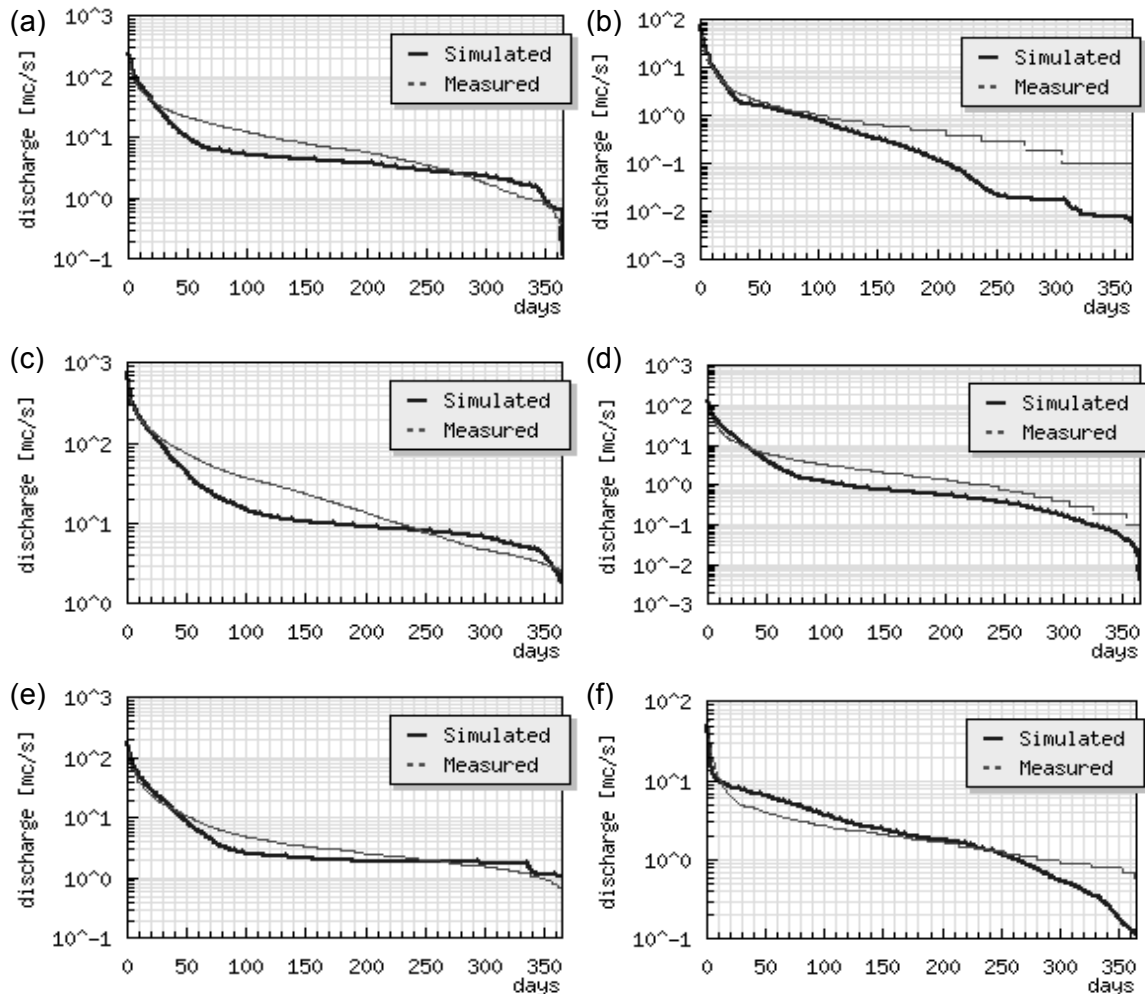 (a)
10^3
10^2
10^1
10^0
10^-1
discharge [mc/s]
Simulated
Measured
0 50 100 150 200 250 300 350
days
(b)
10^2
10^1
10^0
10^-1
10^-2
10^-3
discharge [mc/s]
Simulated
Measured
0 50 100 150 200 250 300 350
days
(c)
10^3
10^2
10^1
10^0
discharge [mc/s]
Simulated
Measured
0 50 100 150 200 250 300 350
days
(d)
10^3
10^2
10^1
10^0
10^-1
10^-2
10^-3
discharge [mc/s]
Simulated
Measured
0 50 100 150 200 250 300 350
days
(e)
10^3
10^2
10^1
10^0
10^-1
discharge [mc/s]
Simulated
Measured
0 50 100 150 200 250 300 350
days
(f)
10^2
10^1
10^0
10^-1
discharge [mc/s]
Simulated
Measured
0 50 100 150 200 250 300 350
days